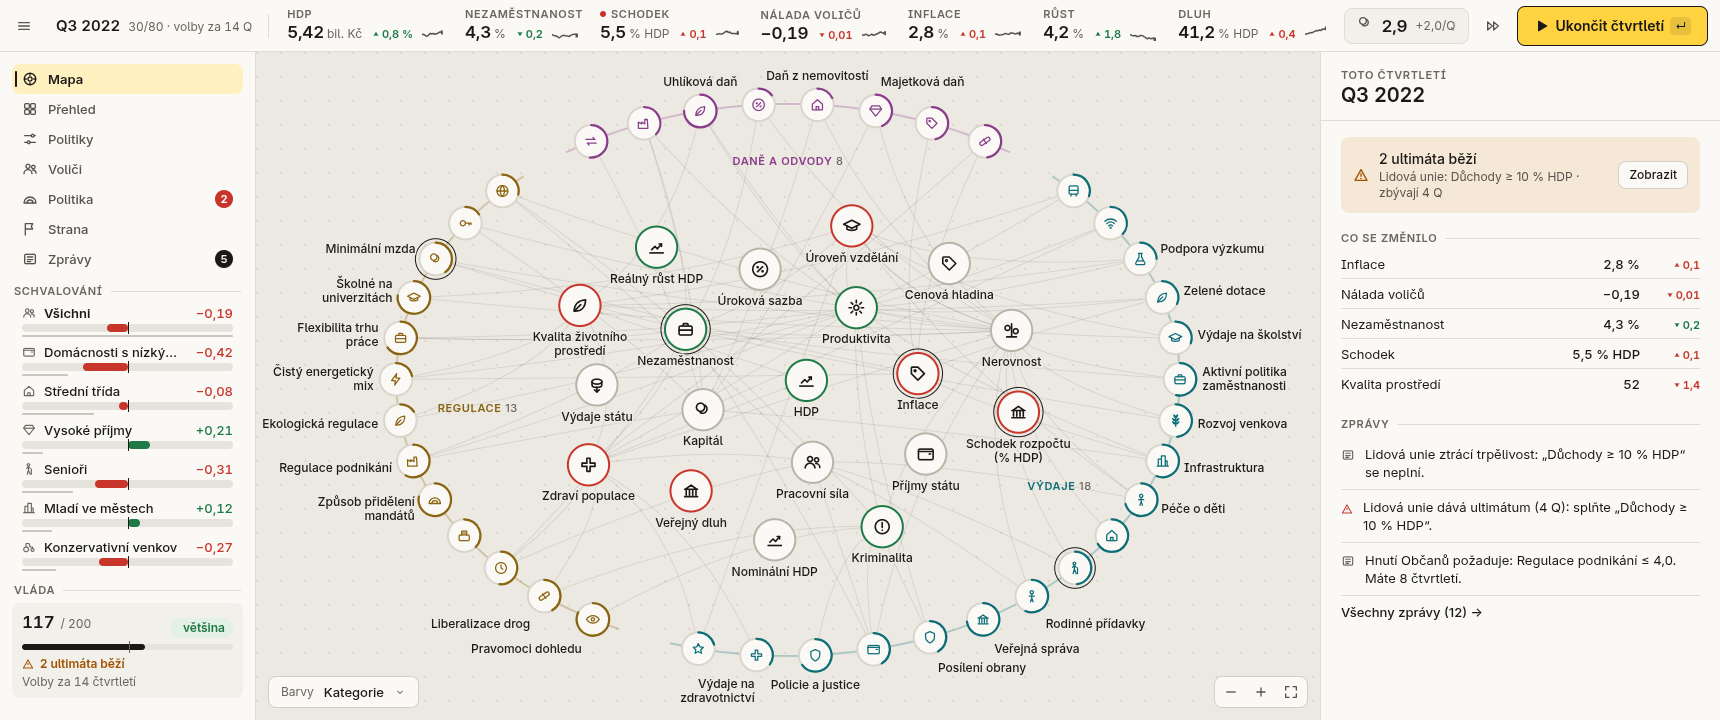 Q3 2022 30/80 · volby za 14 Q
HDP
5,42 bil. Kč 0,8 %
NEZAMĚSTNANOST
4,3 % 0,2
SCHODEK
5,5 % HDP 0,1
NÁLADA VOLIČŮ
−0,19 0,01
INFLACE
2,8 % 0,1
RŮST
4,2 % 1,8
DLUH
41,2 % HDP 0,4
2,9 +2,0/Q
Ukončit čtvrtletí ↵
Mapa
Přehled
Politiky
Voliči
Politika 2
Strana
Zprávy 5
SCHVALOVÁNÍ
Všichni −0,19
Domácnosti s nízký... −0,42
Střední třída −0,08
Vysoké příjmy +0,21
Senioři −0,31
Mladí ve městech +0,12
Konzervativní venkov −0,27
VLÁDA
117 / 200 většina
2 ultimáta běží
Volby za 14 čtvrtletí
Uhlíková daň
Daň z nemovitostí
Majetková daň
DANĚ A ODVODY 8
Minimální mzda
Školné na
univerzitách
Flexibilita trhu
práce
Čistý energetický
mix
REGULACE 13
Ekologická regulace
Regulace podnikání
Způsob přidělení
mandátů
Liberalizace drog
Pravomoci dohledu
Reálný růst HDP
Úroková sazba
Úroveň vzdělání
Cenová hladina
Kvalita životního
prostředí
Nezaměstnanost
Produktivita
Nerovnost
Výdaje státu
Kapitál
HDP
Inflace
Schodek rozpočtu
(% HDP)
Zdraví populace
Veřejný dluh
Pracovní síla
Příjmy státu
Nominální HDP
Kriminalita
VÝDAJE 18
Podpora výzkumu
Zelené dotace
Výdaje na školství
Aktivní politika
zaměstnanosti
Rozvoj venkova
Infrastruktura
Péče o děti
Rodinné přídavky
Veřejná správa
Posílení obrany
Policie a justice
Výdaje na
zdravotnictví
Barvy Kategorie
TOTO ČTVRTLETÍ
Q3 2022
2 ultimáta běží
Lidová unie: Důchody ≥ 10 % HDP ·
zbývají 4 Q
Zobrazit
CO SE ZMĚNILO
Inflace 2,8 % 0,1
Nálada voličů −0,19 0,01
Nezaměstnanost 4,3 % 0,2
Schodek 5,5 % HDP 0,1
Kvalita prostředí 52 1,4
ZPRÁVY
Lidová unie ztrácí trpělivost: „Důchody ≥ 10 % HDP“
se neplní.
Lidová unie dává ultimátum (4 Q): splňte „Důchody ≥
10 % HDP“.
Hnutí Občanů požaduje: Regulace podnikání ≤ 4,0.
Máte 8 čtvrtletí.
Všechny zprávy (12) →